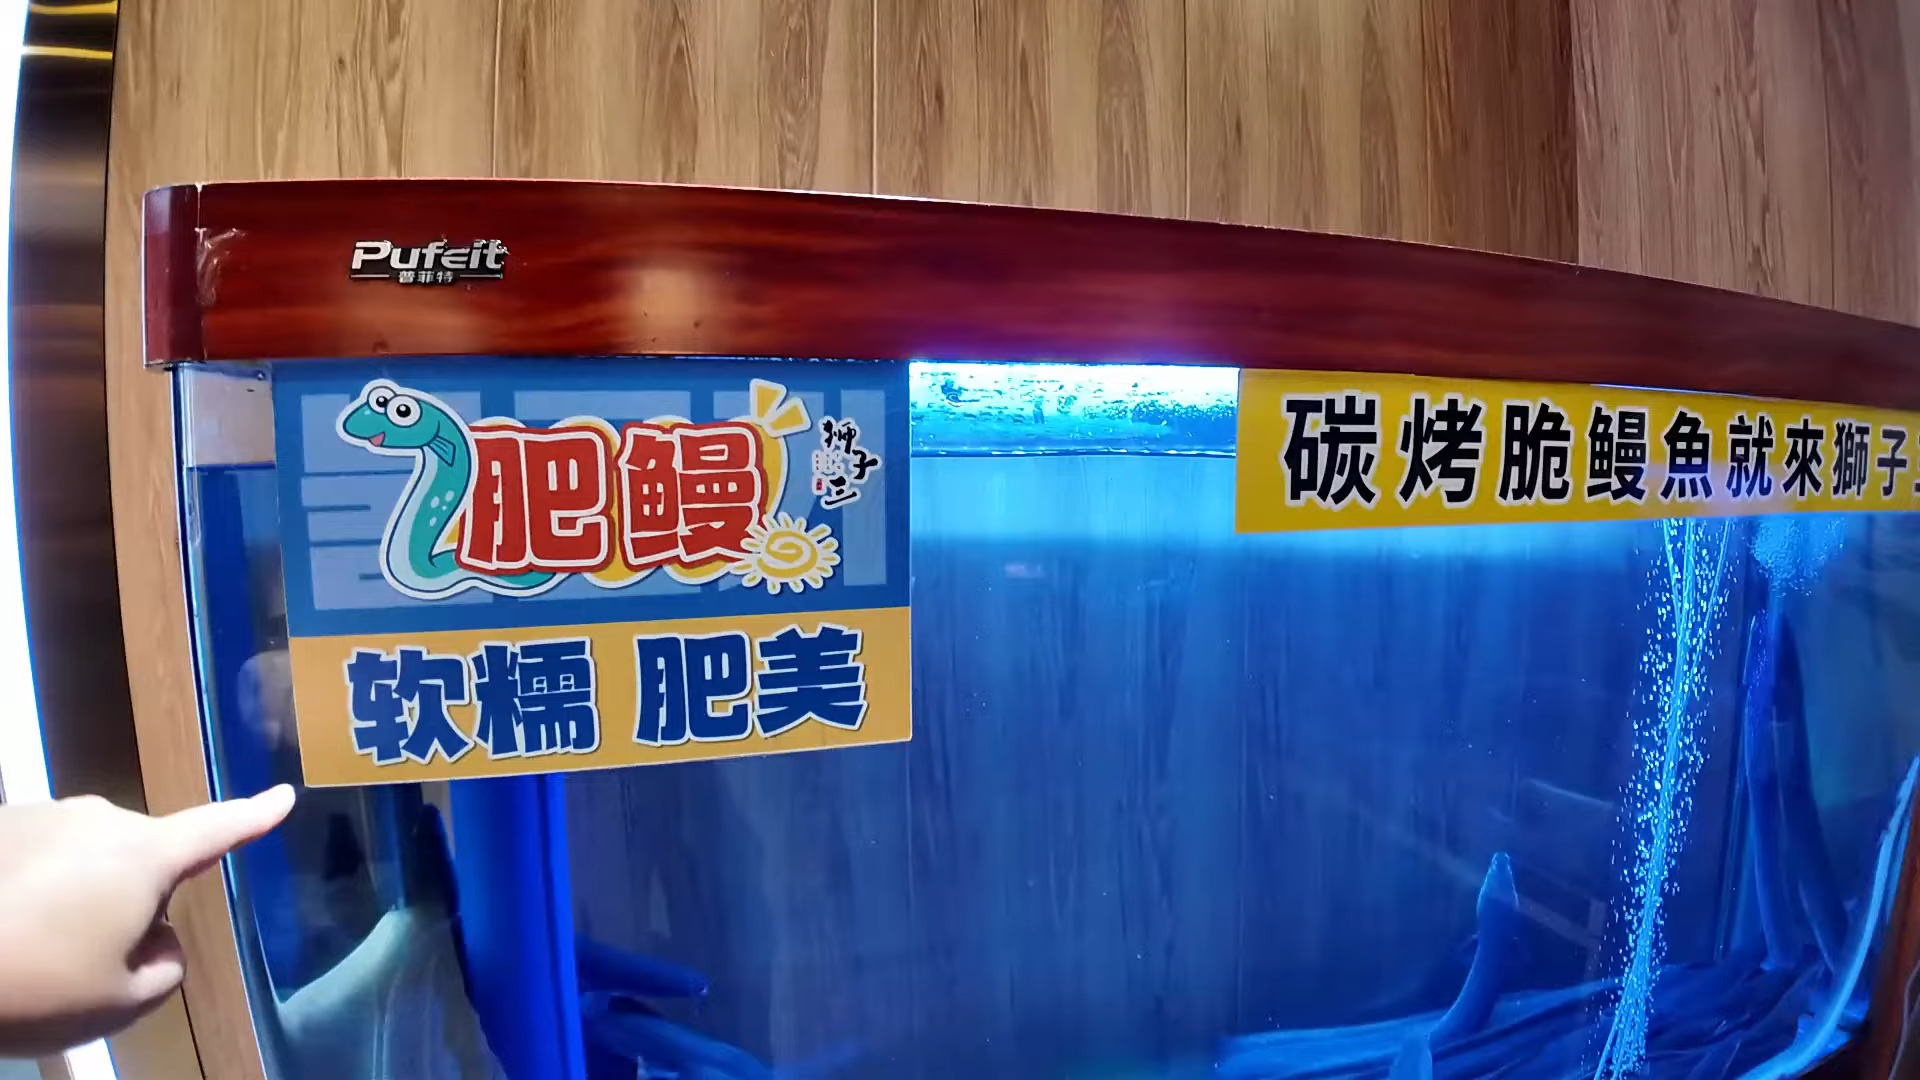 Pufeit
普菲特
肥鳗
狮子三
软糯 肥美
碳烤脆鳗魚就來獅子